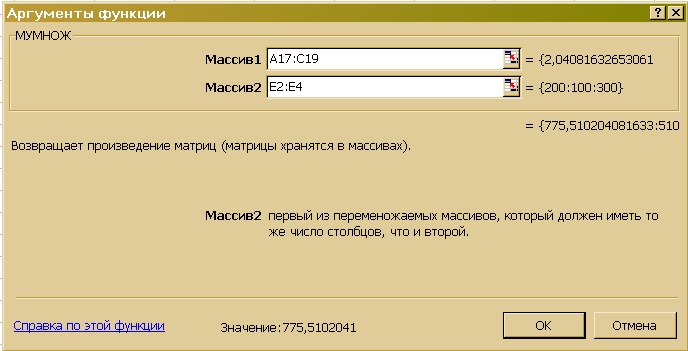 Аргументы функции
МУМНОЖ
Массив1 A17:C19 = {2,04081632653061
Массив2 E2:E4 = {200:100:300}
= {775,510204081633:510
Возвращает произведение матриц (матрицы хранятся в массивах).
Массив2 первый из перемножаемых массивов, который должен иметь то
же число столбцов, что и второй.
Справка по этой функции Значение:775,5102041 OK Отмена